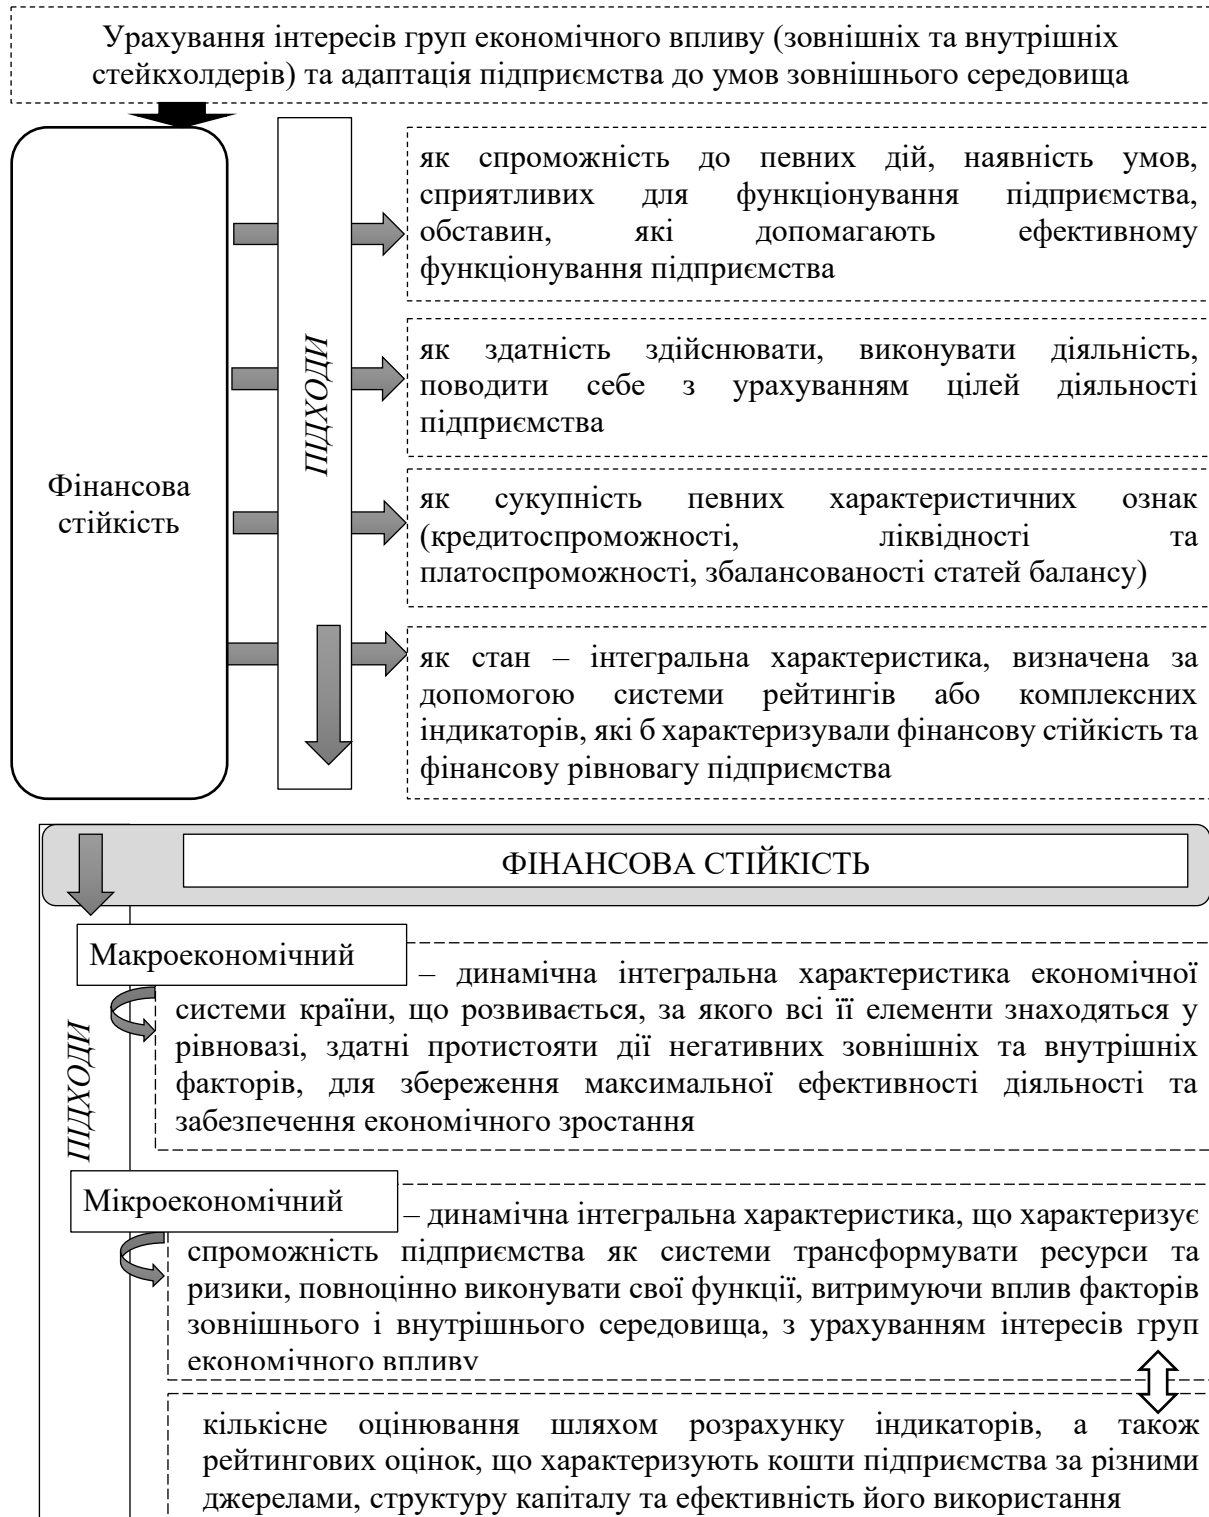 Урахування інтересів груп економічного впливу (зовнішніх та внутрішніх
стейкхолдерів) та адаптація підприємства до умов зовнішнього середовища
Фінансова
стійкість
ПІДХОДИ
як спроможність до певних дій, наявність умов,
сприятливих для функціонування підприємства,
обставин, які допомагають ефективному
функціонування підприємства
як здатність здійснювати, виконувати діяльність,
поводити себе з урахуванням цілей діяльності
підприємства
як сукупність певних характеристичних ознак
(кредитоспроможності, ліквідності та
платоспроможності, збалансованості статей балансу)
як стан – інтегральна характеристика, визначена за
допомогою системи рейтингів або комплексних
індикаторів, які б характеризували фінансову стійкість та
фінансову рівновагу підприємства
ФІНАНСОВА СТІЙКІСТЬ
ПІДХОДИ
Макроекономічний
– динамічна інтегральна характеристика економічної
системи країни, що розвивається, за якого всі її елементи знаходяться у
рівновазі, здатні протистояти дії негативних зовнішніх та внутрішніх
факторів, для збереження максимальної ефективності діяльності та
забезпечення економічного зростання
Мікроекономічний
– динамічна інтегральна характеристика, що характеризує
спроможність підприємства як системи трансформувати ресурси та
ризики, повноцінно виконувати свої функції, витримуючи вплив факторів
зовнішнього і внутрішнього середовища, з урахуванням інтересів груп
економічного впливу
кількісне оцінювання шляхом розрахунку індикаторів, а також
рейтингових оцінок, що характеризують кошти підприємства за різними
джерелами, структуру капіталу та ефективність його використання